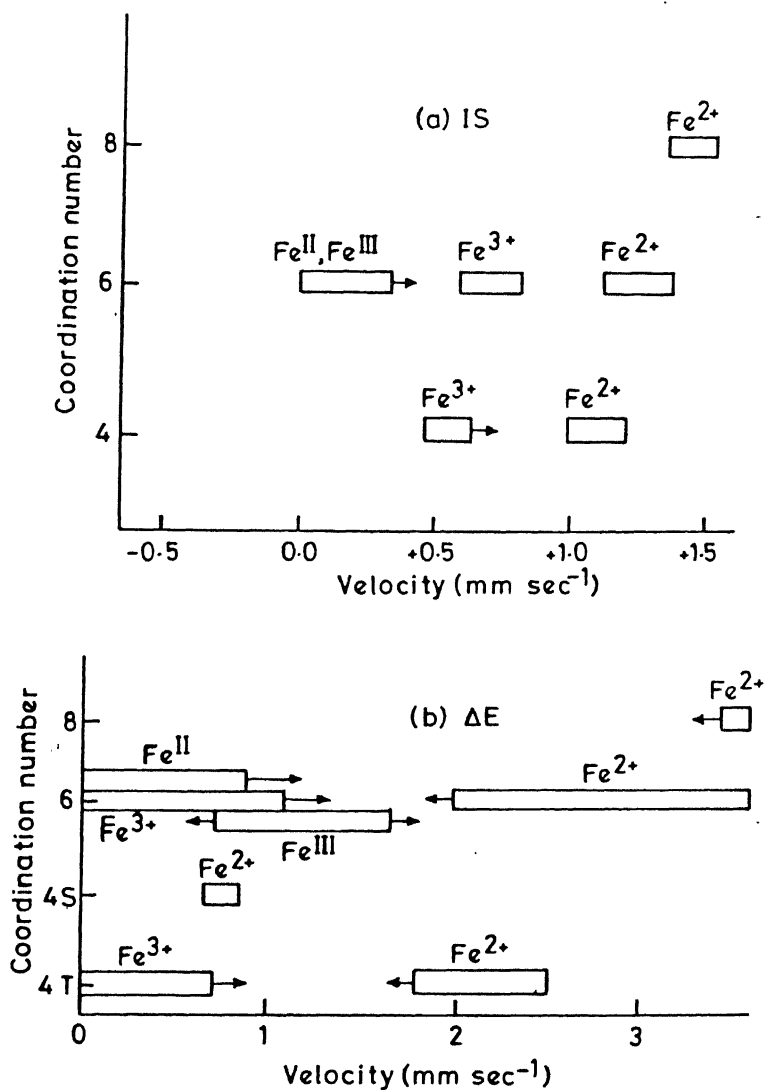 (a) IS
Fe²⁺
8
Coordination number
Feᴵᴵ, Feᴵᴵᴵ
Fe³⁺
Fe²⁺
6
Fe³⁺
Fe²⁺
4
-0.5
0.0
+0.5
+1.0
+1.5
Velocity (mm sec⁻¹)
Fe²⁺
(b) ΔE
8
Coordination number
Feᴵᴵ
Fe²⁺
6
Fe³⁺
Feᴵᴵᴵ
Fe²⁺
4S
Fe³⁺
Fe²⁺
4T
0
1
2
3
Velocity (mm sec⁻¹)